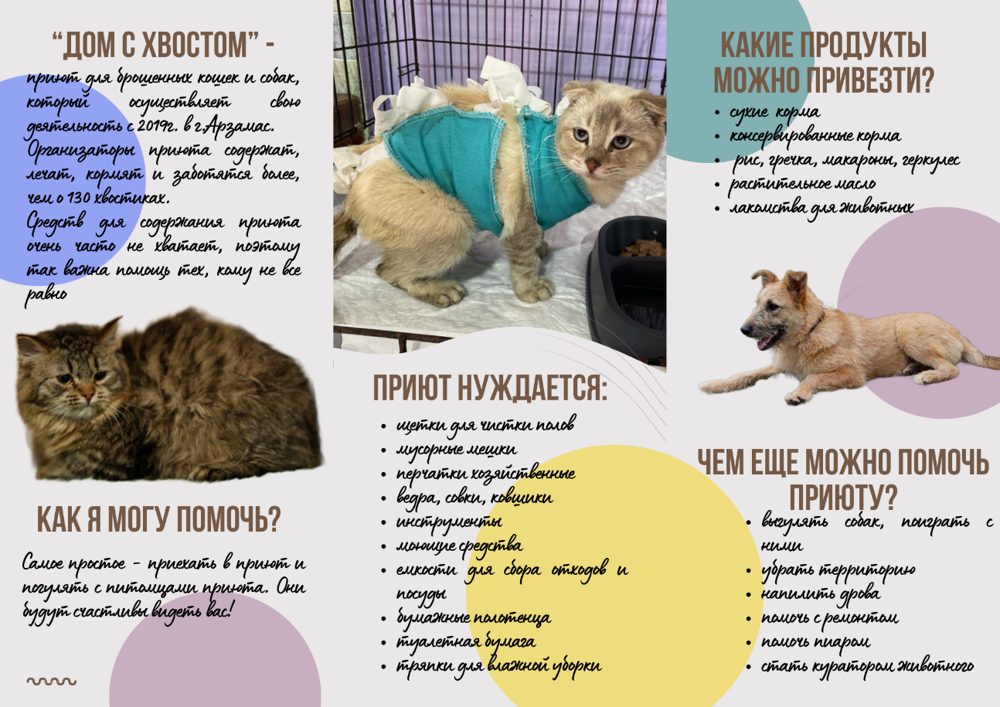 “ДОМ С ХВОСТОМ” -
приют для брошенных кошек и собак,
который осуществляет свою
деятельность с 2019г. в г.Арзамас.
Организаторы приюта содержат,
лечат, кормят и заботятся более,
чем о 130 хвостиках.
Средств для содержания приюта
очень часто не хватает, поэтому
так важна помощь тех, кому не все
равно
КАК Я МОГУ ПОМОЧЬ?
Самое простое - приехать в приют и
погулять с питомцами приюта. Они
будут счастливы видеть вас!
ПРИЮТ НУЖДАЕТСЯ:
• щетки для чистки полов
• мусорные мешки
• перчатки хозяйственные
• ведра, совки, ковшики
• инструменты
• моющие средства
• емкости для сбора отходов и
посуды
• бумажные полотенца
• туалетная бумага
• тряпки для влажной уборки
КАКИЕ ПРОДУКТЫ
МОЖНО ПРИВЕЗТИ?
• сухие корма
• консервированные корма
• рис, гречка, макароны, геркулес
• растительное масло
• лакомства для животных
ЧЕМ ЕЩЕ МОЖНО ПОМОЧЬ
ПРИЮТУ?
• выгулять собак, поиграть с
ними
• убрать территорию
• напилить дрова
• помочь с ремонтом
• помочь пиаром
• стать куратором животного